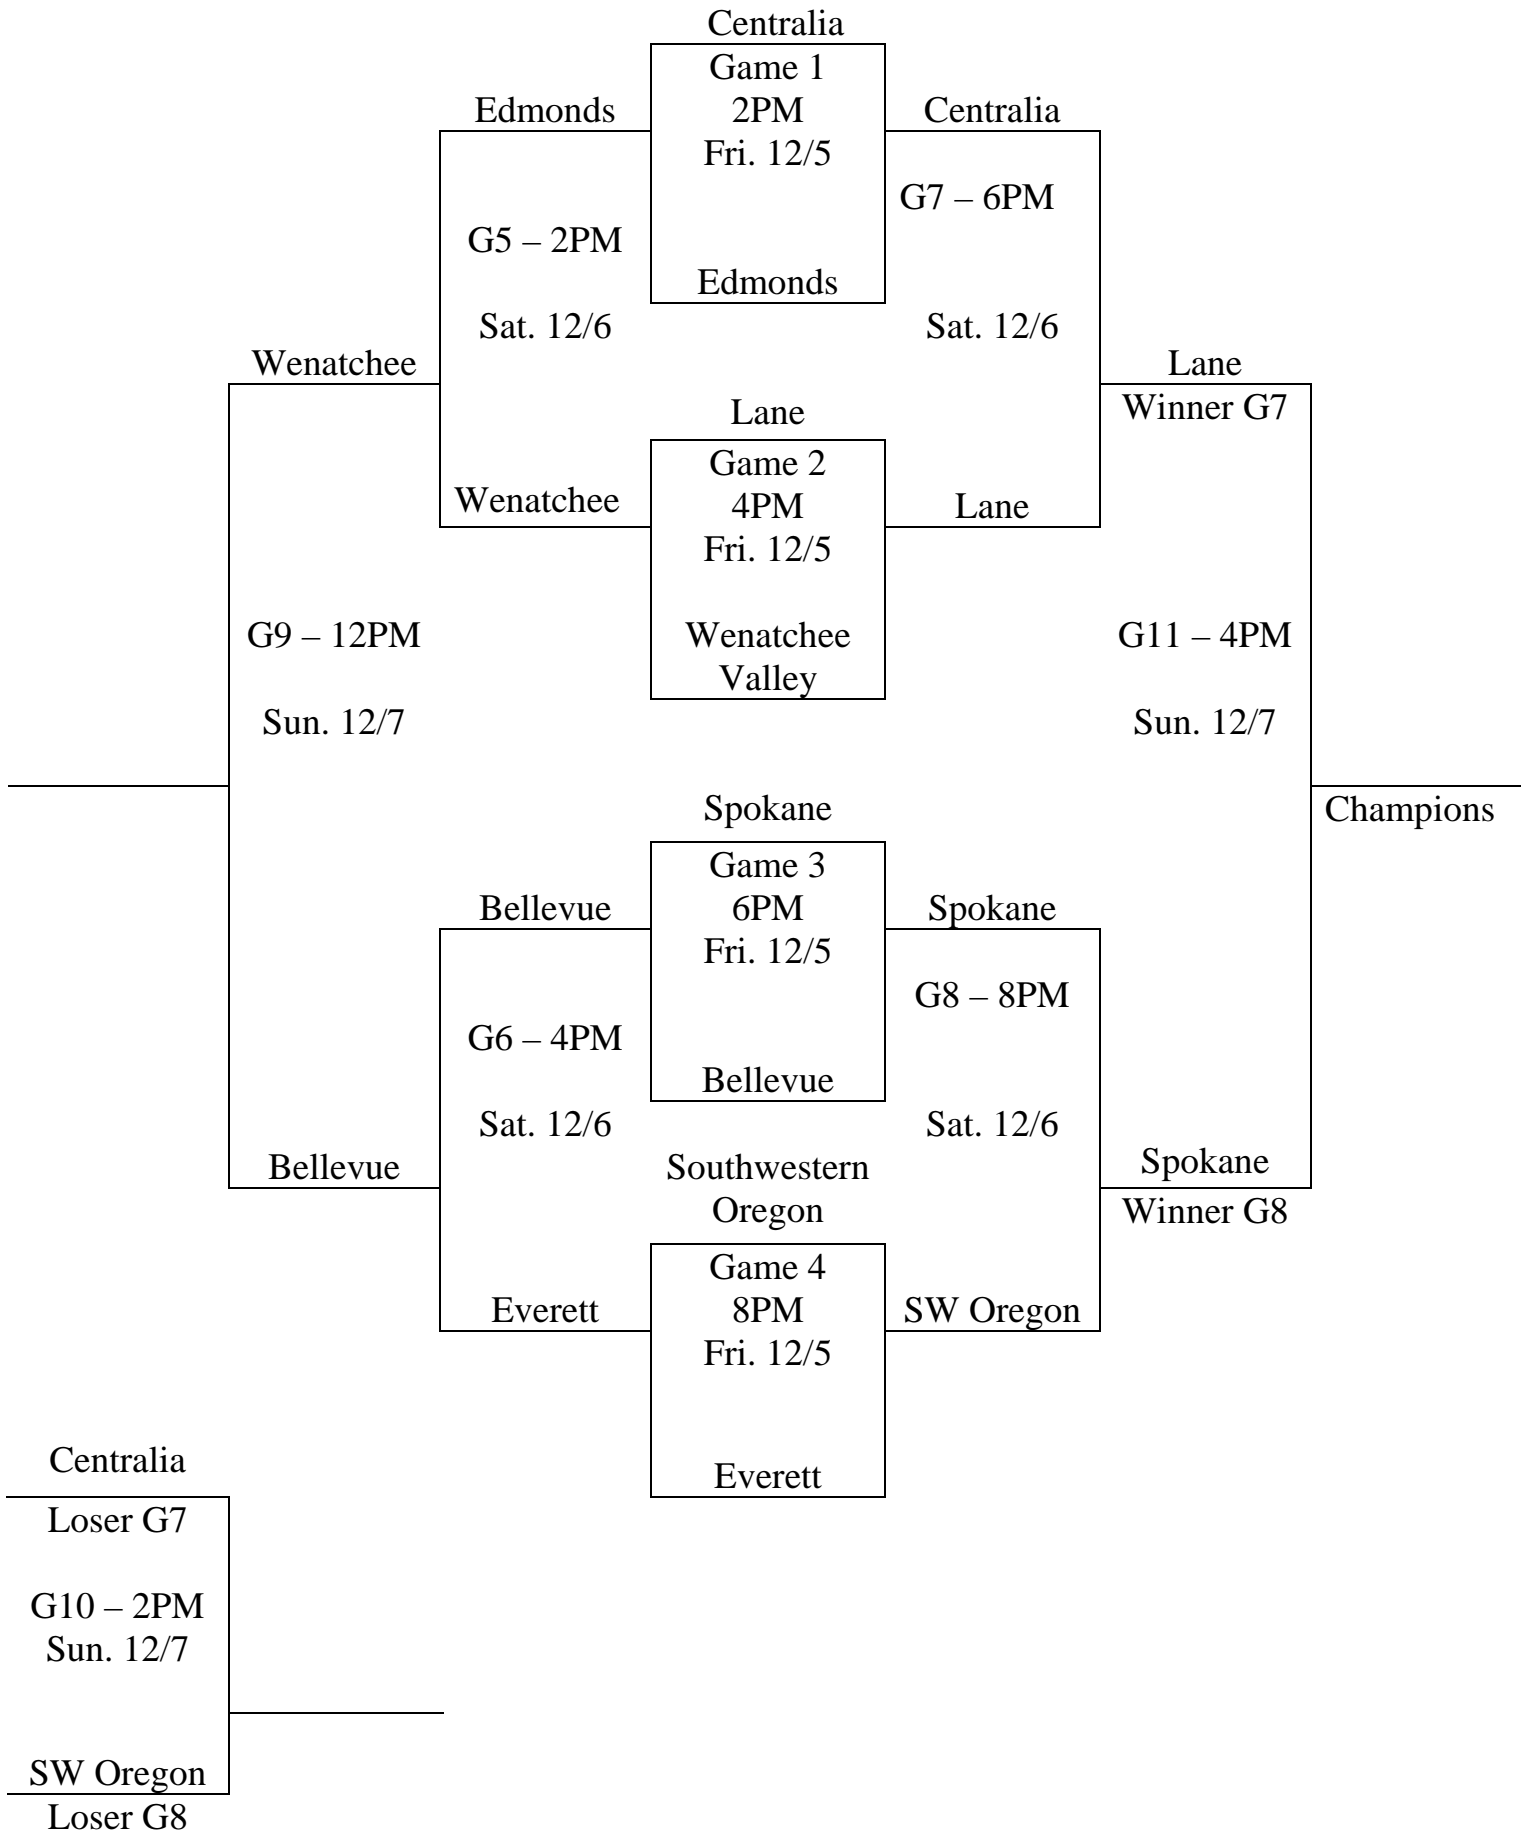 Centralia
Game 1
2PM
Fri. 12/5
Edmonds
Edmonds
G5 – 2PM
Sat. 12/6
Wenatchee
Centralia
G7 – 6PM
Sat. 12/6
Lane
Winner G7
Lane
Game 2
4PM
Fri. 12/5
Wenatchee
Valley
Wenatchee
Lane
G9 – 12PM
Sun. 12/7
G11 – 4PM
Sun. 12/7
Champions
Spokane
Game 3
6PM
Fri. 12/5
Bellevue
Bellevue
G6 – 4PM
Sat. 12/6
Bellevue
Spokane
G8 – 8PM
Sat. 12/6
Spokane
Winner G8
Southwestern
Oregon
Game 4
8PM
Fri. 12/5
Everett
Everett
SW Oregon
Centralia
Loser G7
G10 – 2PM
Sun. 12/7
SW Oregon
Loser G8